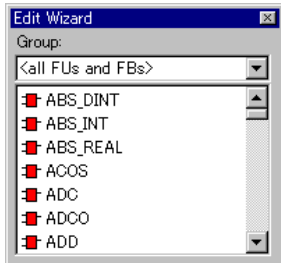 Edit Wizard
Group:
<all FUs and FBs>
ABS_DINT
ABS_INT
ABS_REAL
ACOS
ADC
ADCO
ADD